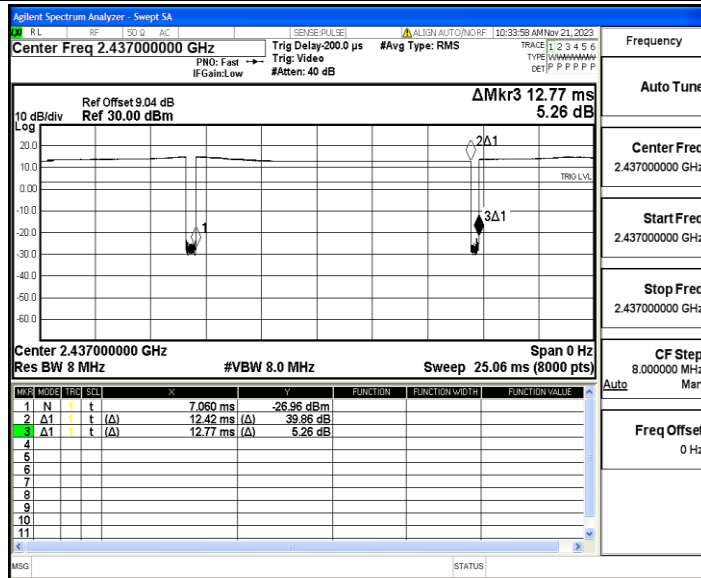 Agilent Spectrum Analyzer - Swept SA
RL RF 50 Ω AC SENSE:PULSE ALIGN AUTO/NO RF 10:33:58 AM Nov 21, 2023
Center Freq 2.437000000 GHz
PNO: Fast
IFGain:Low
Trig Delay-200.0 µs
Trig: Video
#Atten: 40 dB
#Avg Type: RMS
TRACE 1 2 3 4 5 6
TYPE WWWWWW
DET P P P P P P
Frequency
Auto Tune
Center Freq
2.437000000 GHz
Start Freq
2.437000000 GHz
Stop Freq
2.437000000 GHz
CF Step
8.000000 MHz
Auto Man
Freq Offset
0 Hz
ΔMkr3 12.77 ms
5.26 dB
Ref Offset 9.04 dB
10 dB/div Ref 30.00 dBm
Log
20.0
10.0
0.00
-10.0
-20.0
-30.0
-40.0
-50.0
-60.0
2Δ1
TRIG LVL
3Δ1
1
Center 2.437000000 GHz Span 0 Hz
Res BW 8 MHz #VBW 8.0 MHz Sweep 25.06 ms (8000 pts)
MKR MODE TRC SCL X Y FUNCTION FUNCTION WIDTH FUNCTION VALUE
1 N 1 t 7.060 ms -26.96 dBm
2 Δ1 1 t (Δ) 12.42 ms (Δ) 39.86 dB
3 Δ1 1 t (Δ) 12.77 ms (Δ) 5.26 dB
4
5
6
7
8
9
10
11
MSG STATUS